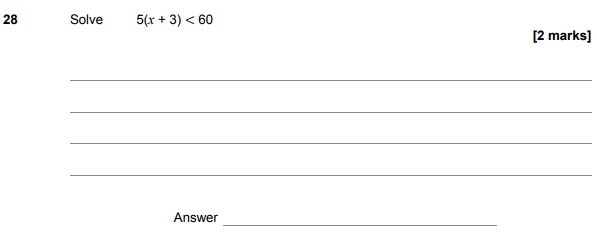 28 Solve 5(x + 3) < 60
[2 marks]
Answer